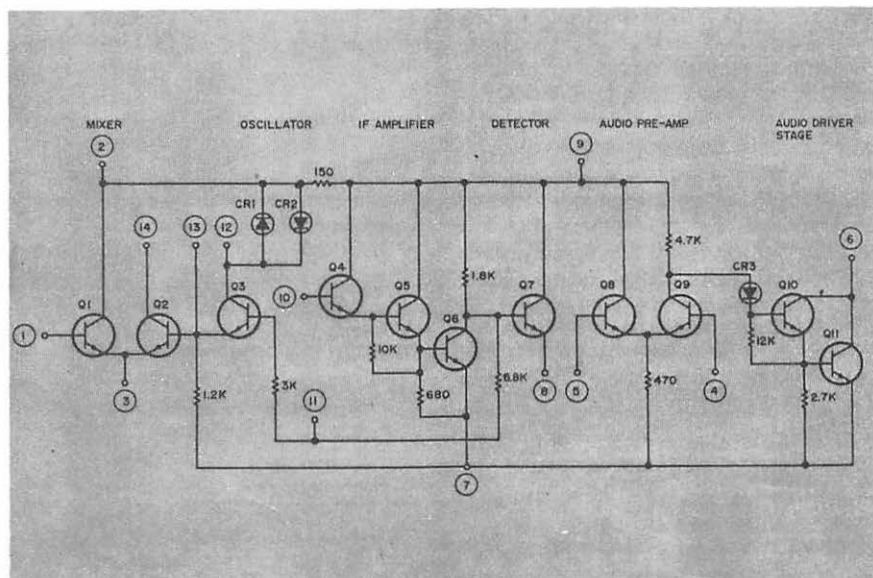 MIXER
OSCILLATOR
IF AMPLIFIER
DETECTOR
AUDIO PRE-AMP
AUDIO DRIVER
STAGE
2
9
150
14
13
12
CR1
CR2
4.7K
6
Q4
1.8K
CR3
Q1
Q2
Q3
Q5
Q7
Q8
Q9
Q10
10
Q6
Q11
1
10K
12K
3
1.2K
3K
11
680
6.8K
8
5
470
4
2.7K
7